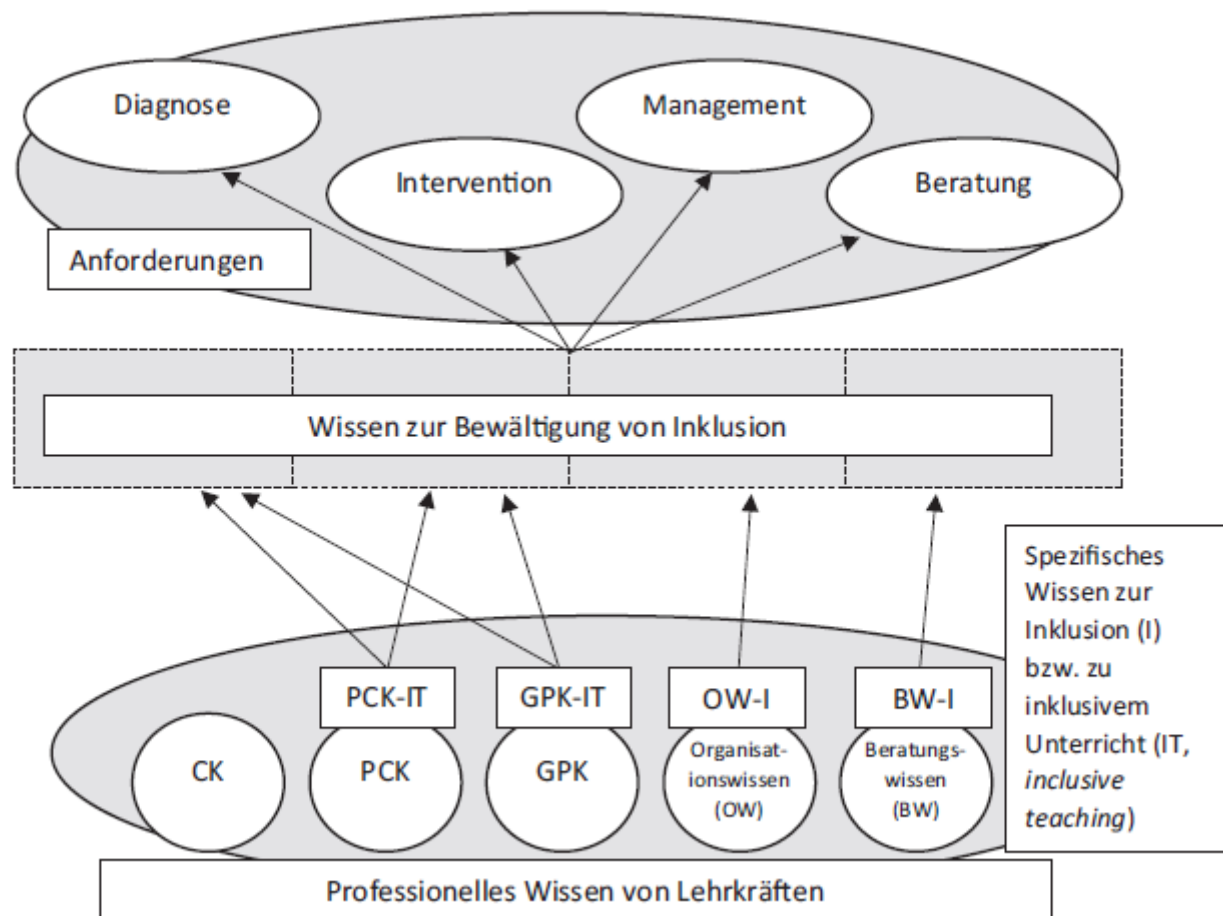 Diagnose
Management
Intervention
Beratung
Anforderungen
Wissen zur Bewältigung von Inklusion
Spezifisches
Wissen zur
Inklusion (I)
bzw. zu
inklusivem
Unterricht (IT,
inclusive
teaching)
PCK-IT
GPK-IT
OW-I
BW-I
CK
PCK
GPK
Organisat-
ionswissen
(OW)
Beratungs-
wissen
(BW)
Professionelles Wissen von Lehrkräften